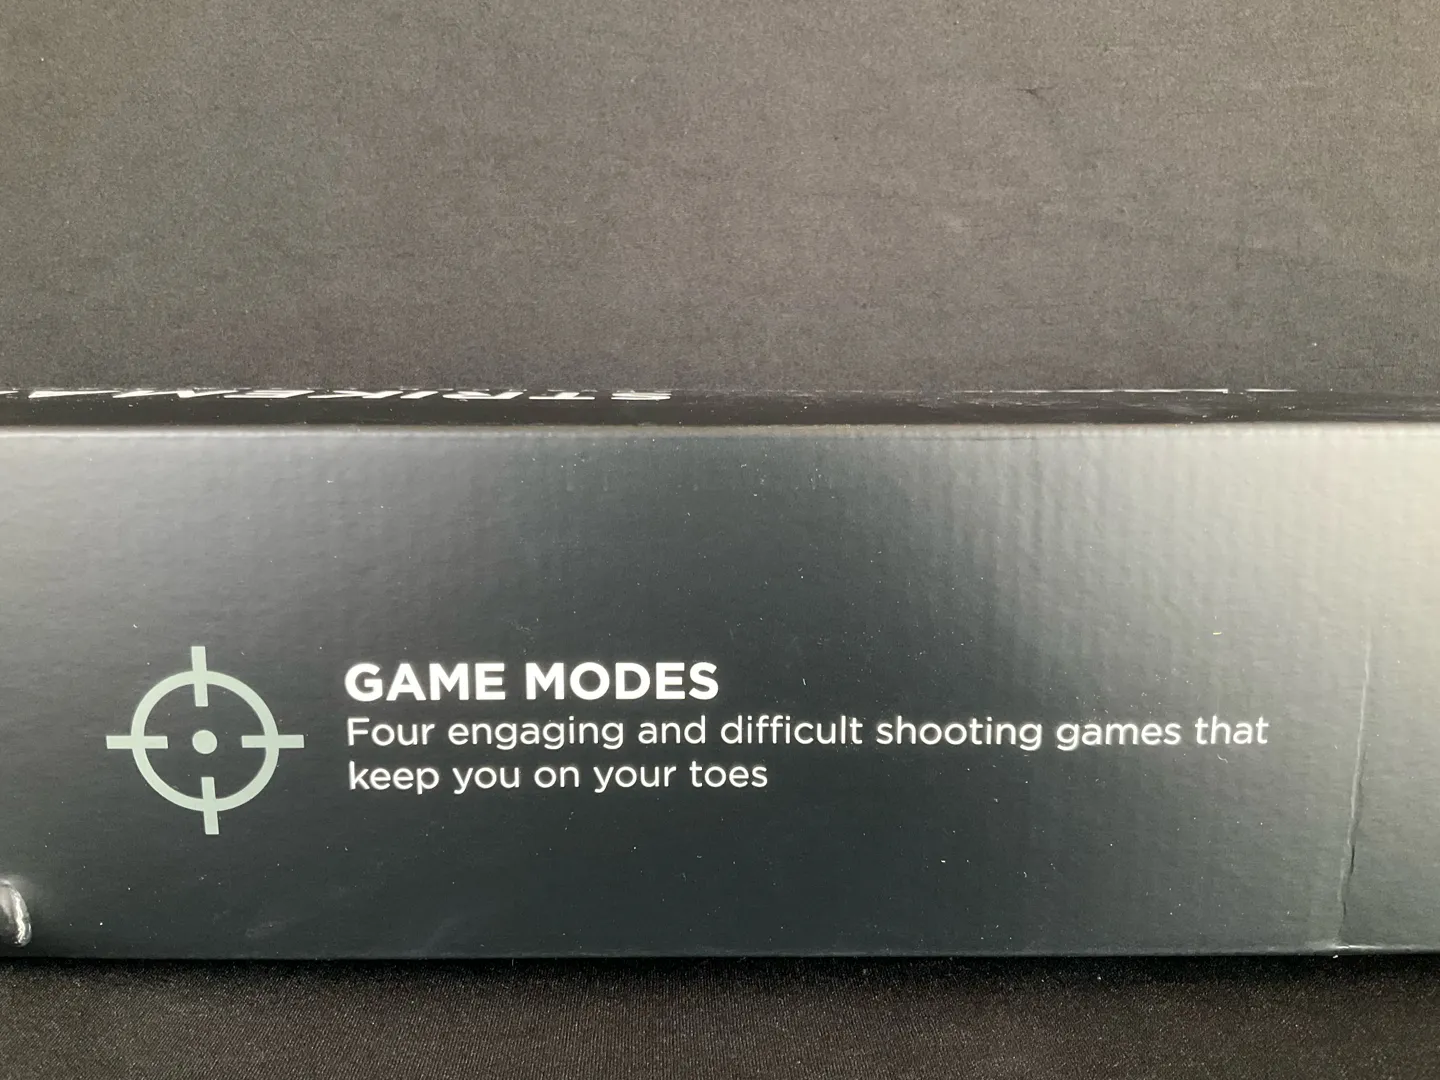 GAME MODES
Four engaging and difficult shooting games that
keep you on your toes